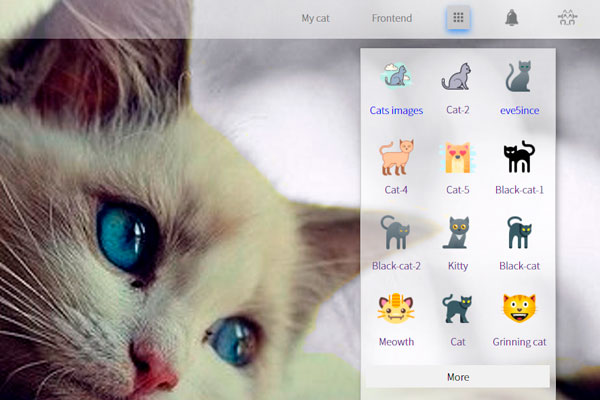 My cat Frontend
Cats images Cat-2 eve5ince
Cat-4 Cat-5 Black-cat-1
Black-cat-2 Kitty Black-cat
Meowth Cat Grinning cat
More